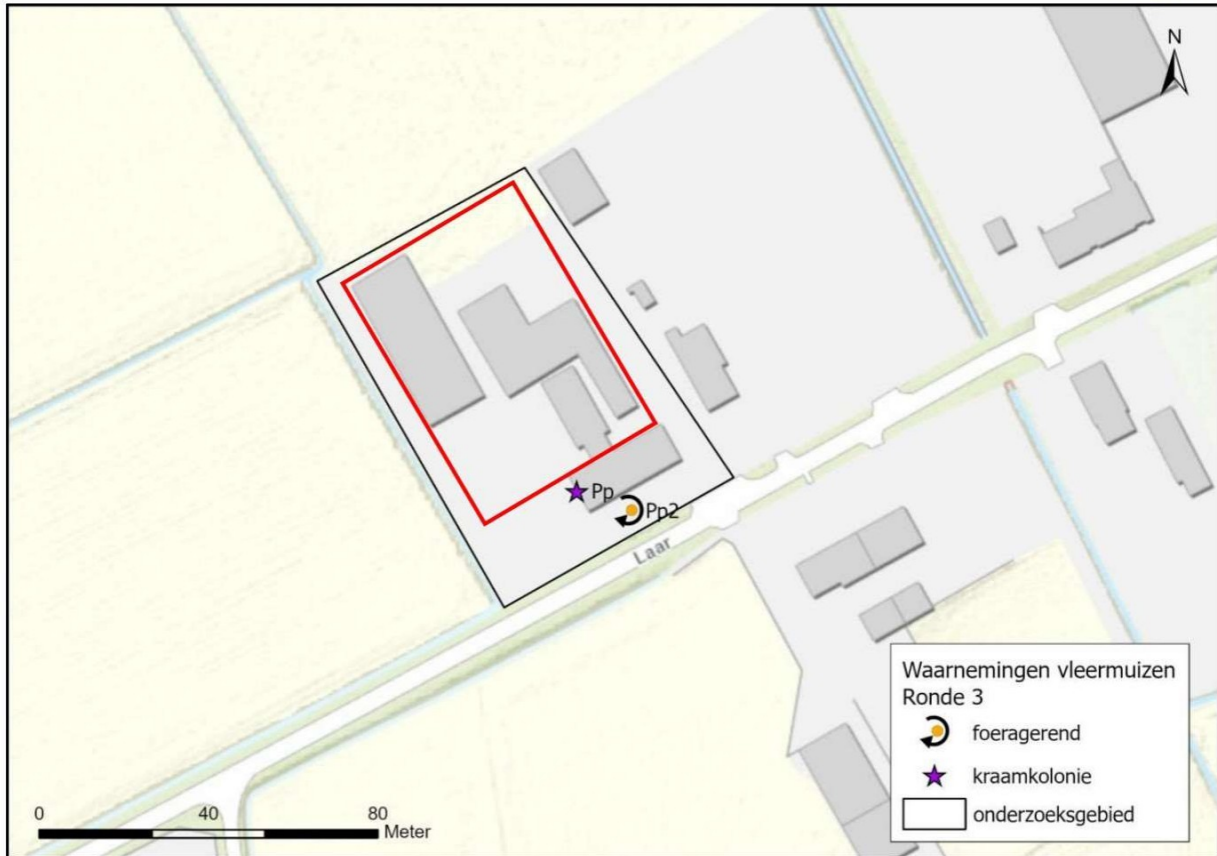 N
Pp
Pp2
Laar
Waarnemingen vleermuizen
Ronde 3
foeragerend
kraamkolonie
onderzoeksgebied
0 40 80
Meter